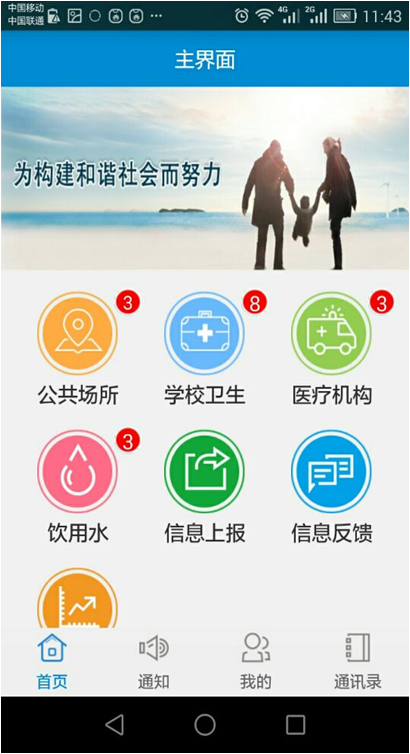 中国移动
中国联通
4G
2G
11:43
主界面
为构建和谐社会而努力
3
8
3
公共场所
学校卫生
医疗机构
3
饮用水
信息上报
信息反馈
首页
通知
我的
通讯录